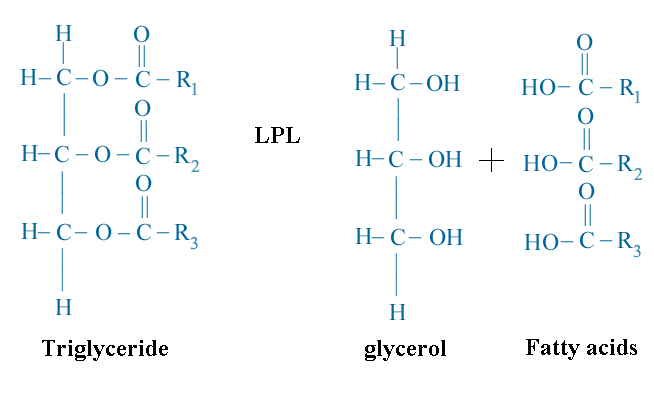 H O H O
H–C–O–C–R₁ H–C–OH HO–C–R₁
O O
H–C–O–C–R₂ LPL H–C–OH + HO–C–R₂
O O
H–C–O–C–R₃ H–C–OH HO–C–R₃
H H
Triglyceride glycerol Fatty acids